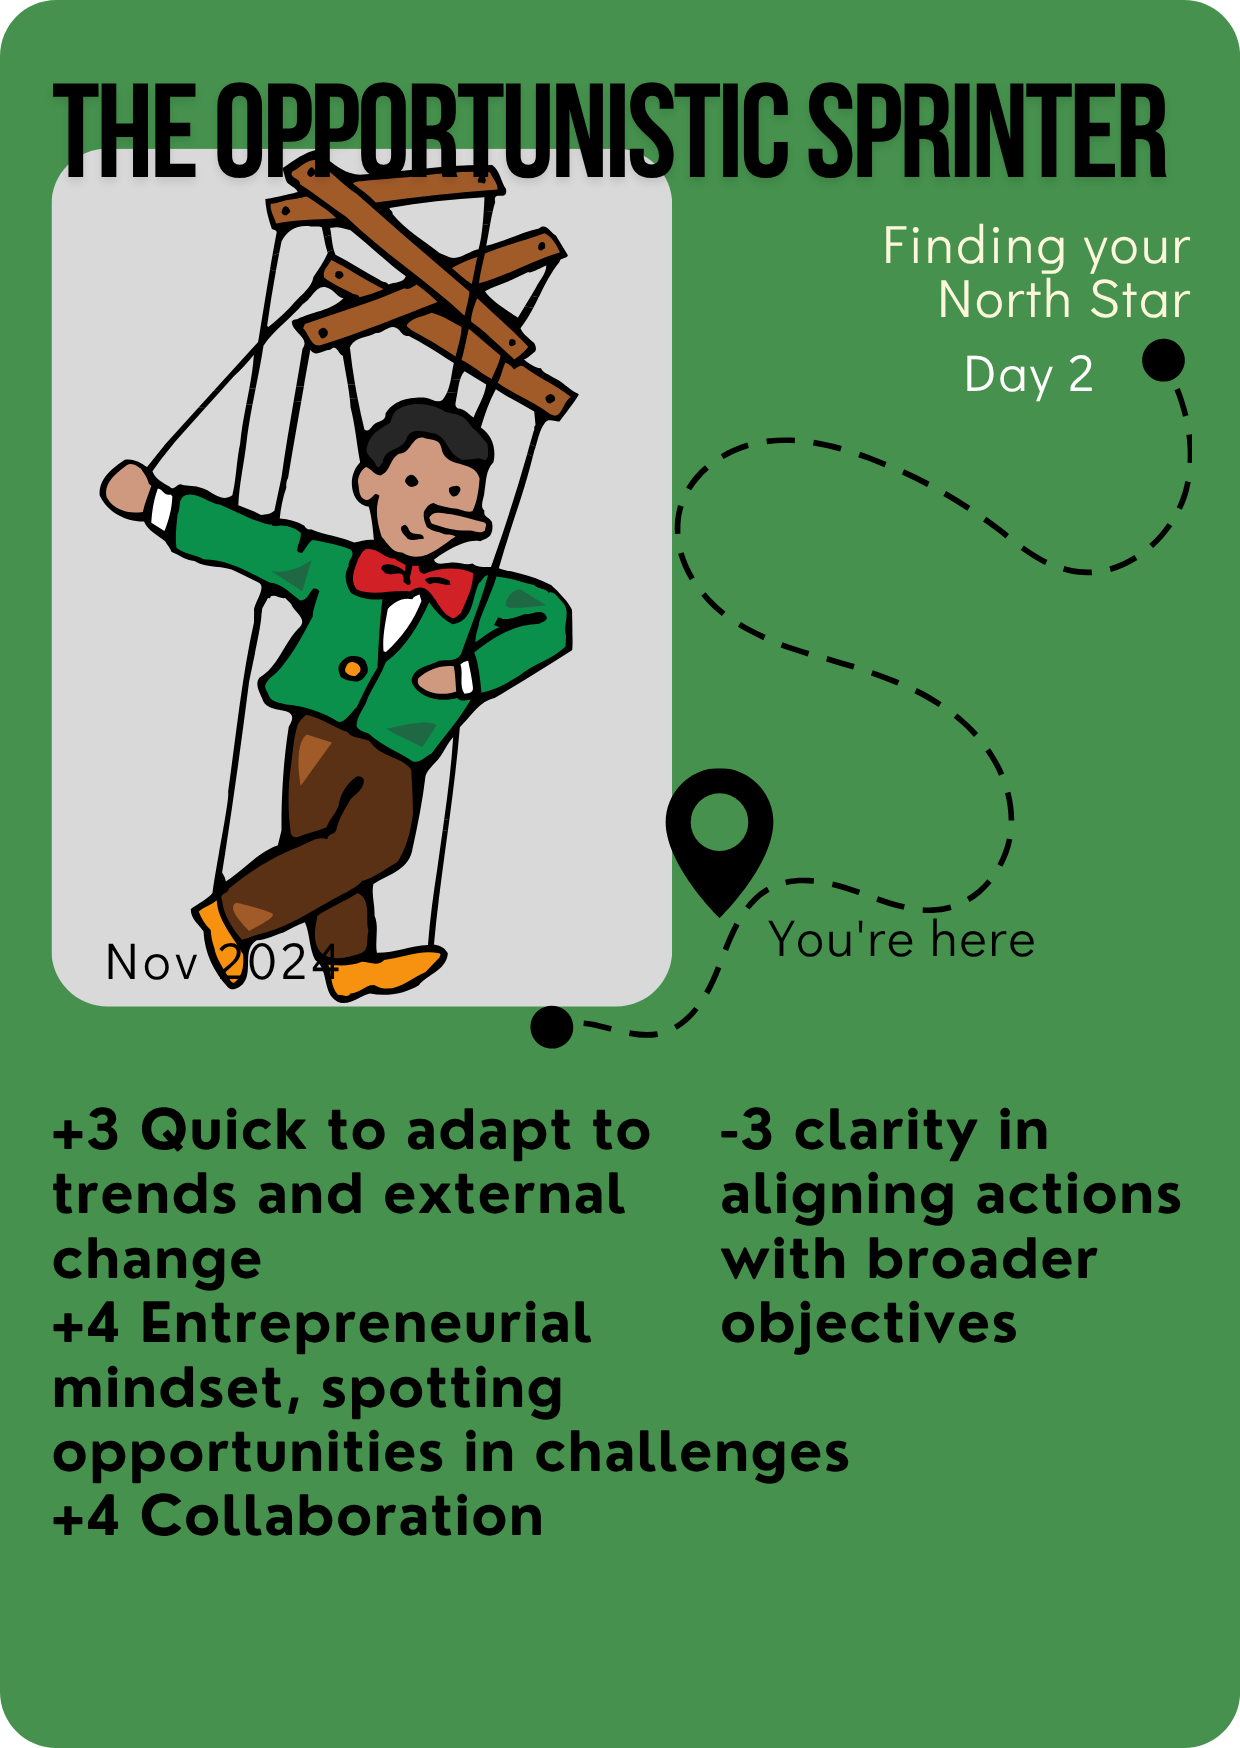 THE OPPORTUNISTIC SPRINTER
Finding your
North Star
Day 2
You're here
Nov 2024
+3 Quick to adapt to
trends and external
change
+4 Entrepreneurial
mindset, spotting
opportunities in challenges
+4 Collaboration
-3 clarity in
aligning actions
with broader
objectives